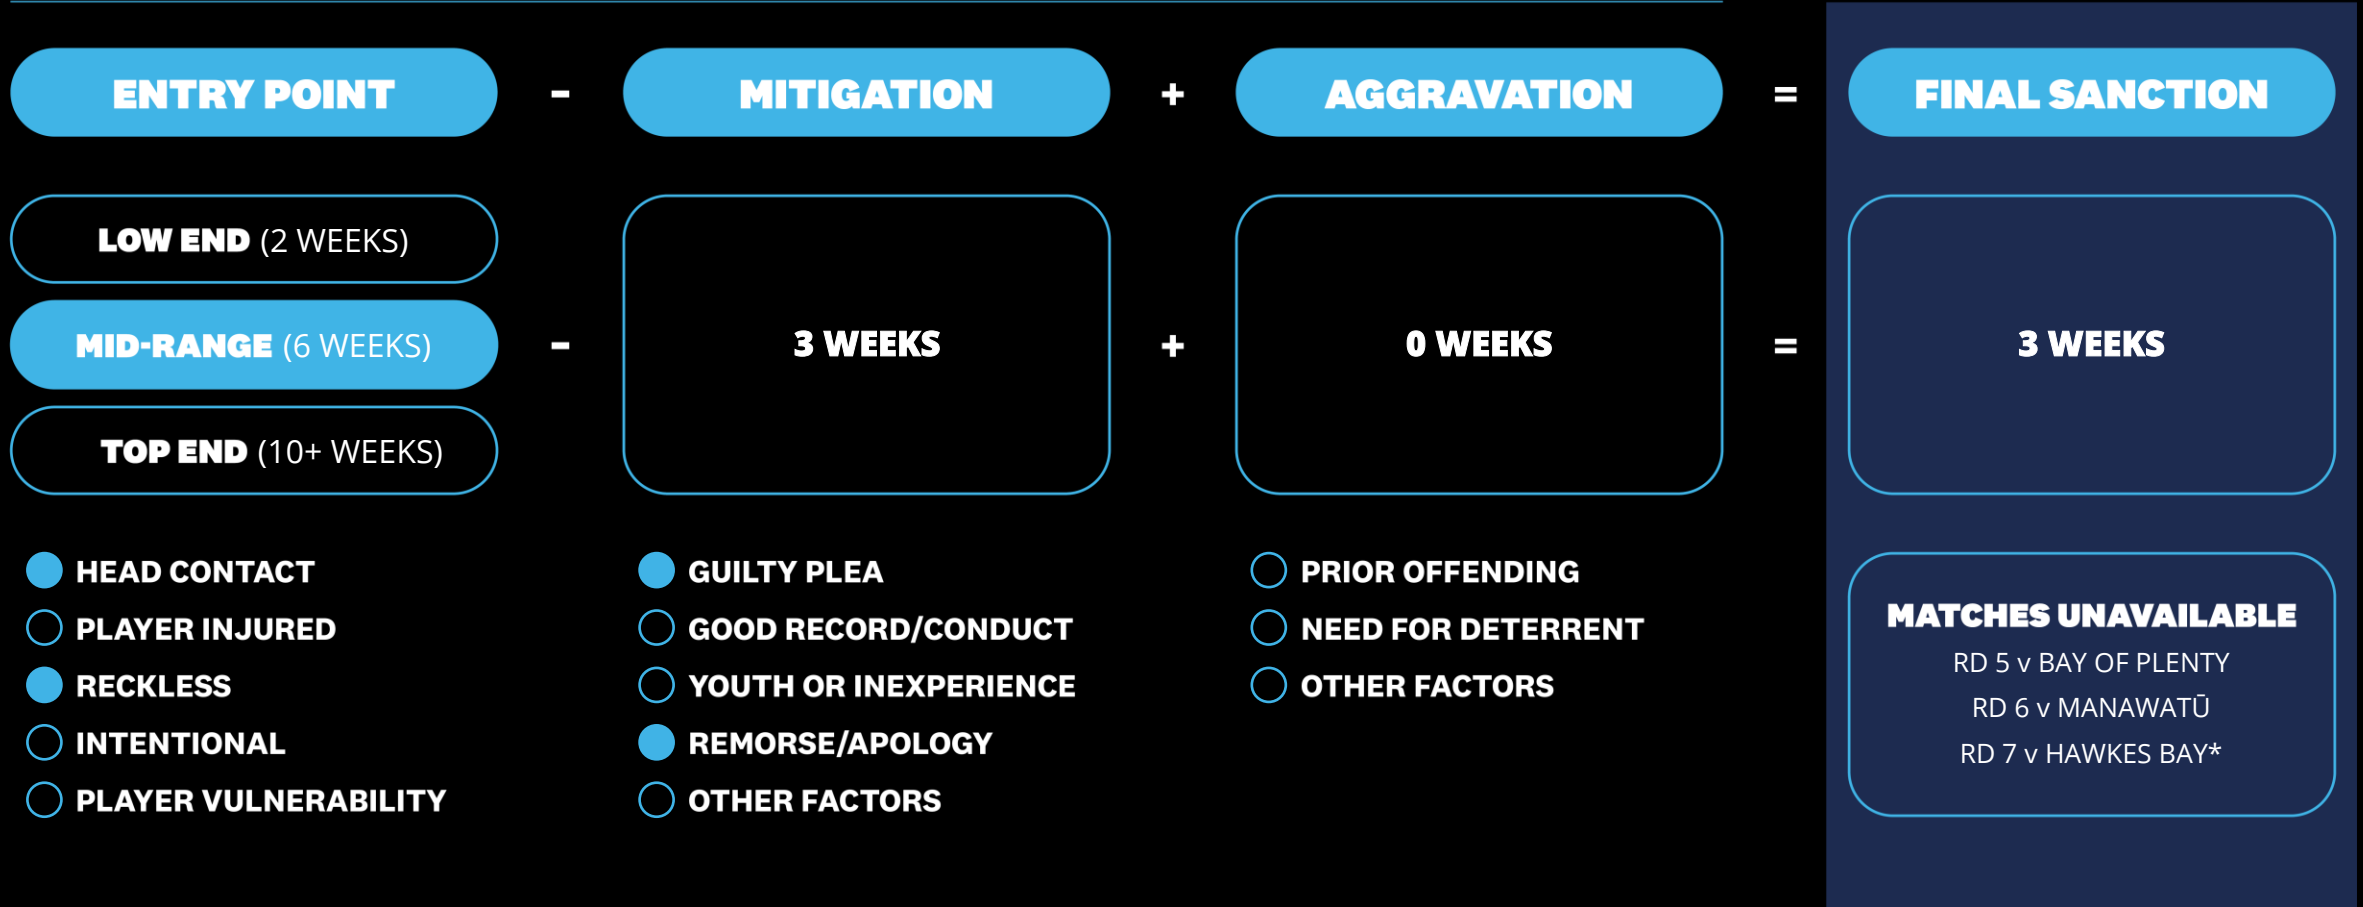 ENTRY POINT - MITIGATION + AGGRAVATION = FINAL SANCTION
LOW END (2 WEEKS)
MID-RANGE (6 WEEKS) - 3 WEEKS + 0 WEEKS = 3 WEEKS
TOP END (10+ WEEKS)
HEAD CONTACT
PLAYER INJURED
RECKLESS
INTENTIONAL
PLAYER VULNERABILITY
GUILTY PLEA
GOOD RECORD/CONDUCT
YOUTH OR INEXPERIENCE
REMORSE/APOLOGY
OTHER FACTORS
PRIOR OFFENDING
NEED FOR DETERRENT
OTHER FACTORS
MATCHES UNAVAILABLE
RD 5 v BAY OF PLENTY
RD 6 v MANAWATŪ
RD 7 v HAWKES BAY*